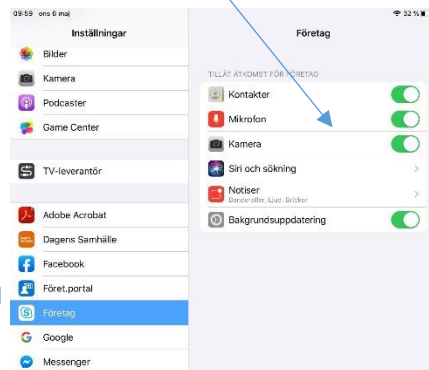 09:59 ons 6 maj
32 %
Inställningar
Företag
Bilder
Kamera
Podcaster
Game Center
TV-leverantör
Adobe Acrobat
Dagens Samhälle
Facebook
Föret.portal
Företag
Google
Messenger
TILLÅT ÅTKOMST FÖR FÖRETAG
Kontakter
Mikrofon
Kamera
Siri och sökning
Notiser
Banderoller, Ljud, Brickor
Bakgrundsuppdatering